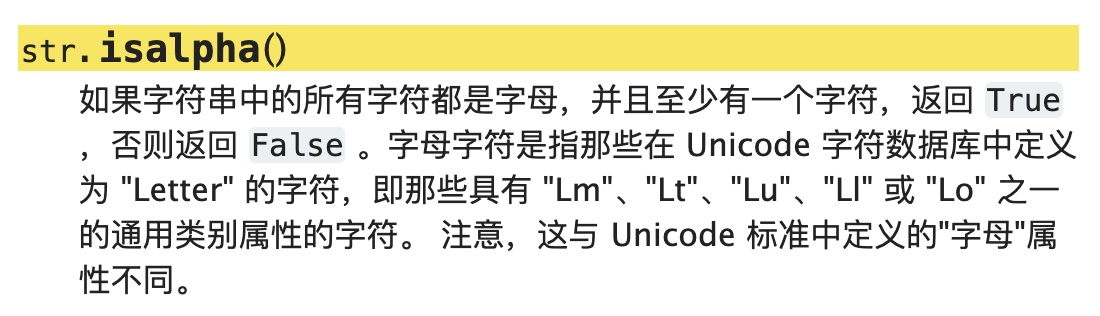 str.isalpha()
如果字符串中的所有字符都是字母，并且至少有一个字符，返回 True
，否则返回 False 。字母字符是指那些在 Unicode 字符数据库中定义
为 "Letter" 的字符，即那些具有 "Lm"、"Lt"、"Lu"、"Ll" 或 "Lo" 之一
的通用类别属性的字符。 注意，这与 Unicode 标准中定义的"字母"属
性不同。